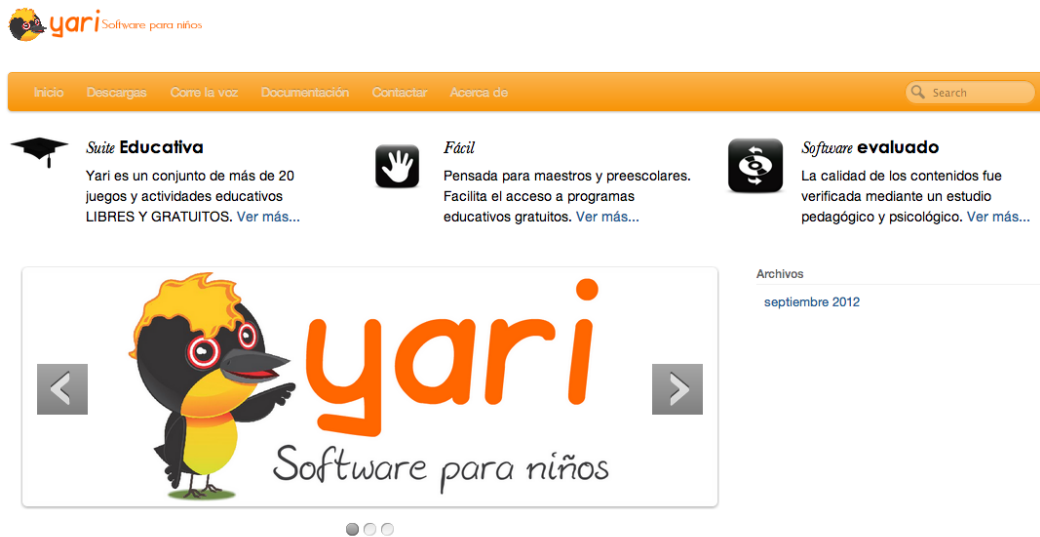 yari Software para niños
Inicio Descargas Corre la voz Documentación Contactar Acerca de Search
Suite Educativa
Yari es un conjunto de más de 20
juegos y actividades educativos
LIBRES Y GRATUITOS. Ver más...
Fácil
Pensada para maestros y preescolares.
Facilita el acceso a programas
educativos gratuitos. Ver más...
Software evaluado
La calidad de los contenidos fue
verificada mediante un estudio
pedagógico y psicológico. Ver más...
yari
Software para niños
Archivos
septiembre 2012